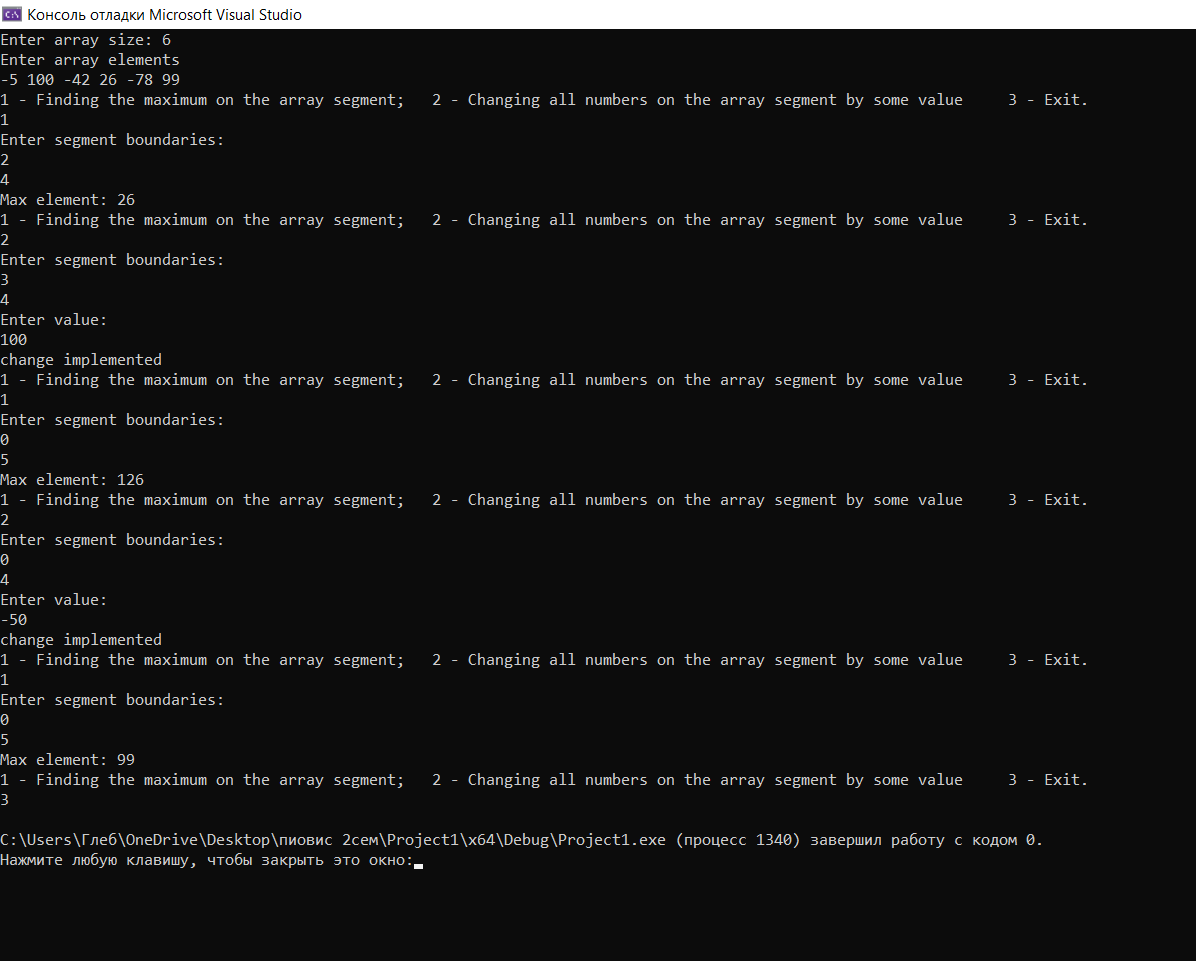 Консоль отладки Microsoft Visual Studio
Enter array size: 6
Enter array elements
-5 100 -42 26 -78 99
1 - Finding the maximum on the array segment;   2 - Changing all numbers on the array segment by some value     3 - Exit.
1
Enter segment boundaries:
2
4
Max element: 26
1 - Finding the maximum on the array segment;   2 - Changing all numbers on the array segment by some value     3 - Exit.
2
Enter segment boundaries:
3
4
Enter value:
100
change implemented
1 - Finding the maximum on the array segment;   2 - Changing all numbers on the array segment by some value     3 - Exit.
1
Enter segment boundaries:
0
5
Max element: 126
1 - Finding the maximum on the array segment;   2 - Changing all numbers on the array segment by some value     3 - Exit.
2
Enter segment boundaries:
0
4
Enter value:
-50
change implemented
1 - Finding the maximum on the array segment;   2 - Changing all numbers on the array segment by some value     3 - Exit.
1
Enter segment boundaries:
0
5
Max element: 99
1 - Finding the maximum on the array segment;   2 - Changing all numbers on the array segment by some value     3 - Exit.
3
C:\Users\Глеб\OneDrive\Desktop\пиовис 2сем\Project1\x64\Debug\Project1.exe (процесс 1340) завершил работу с кодом 0.
Нажмите любую клавишу, чтобы закрыть это окно: